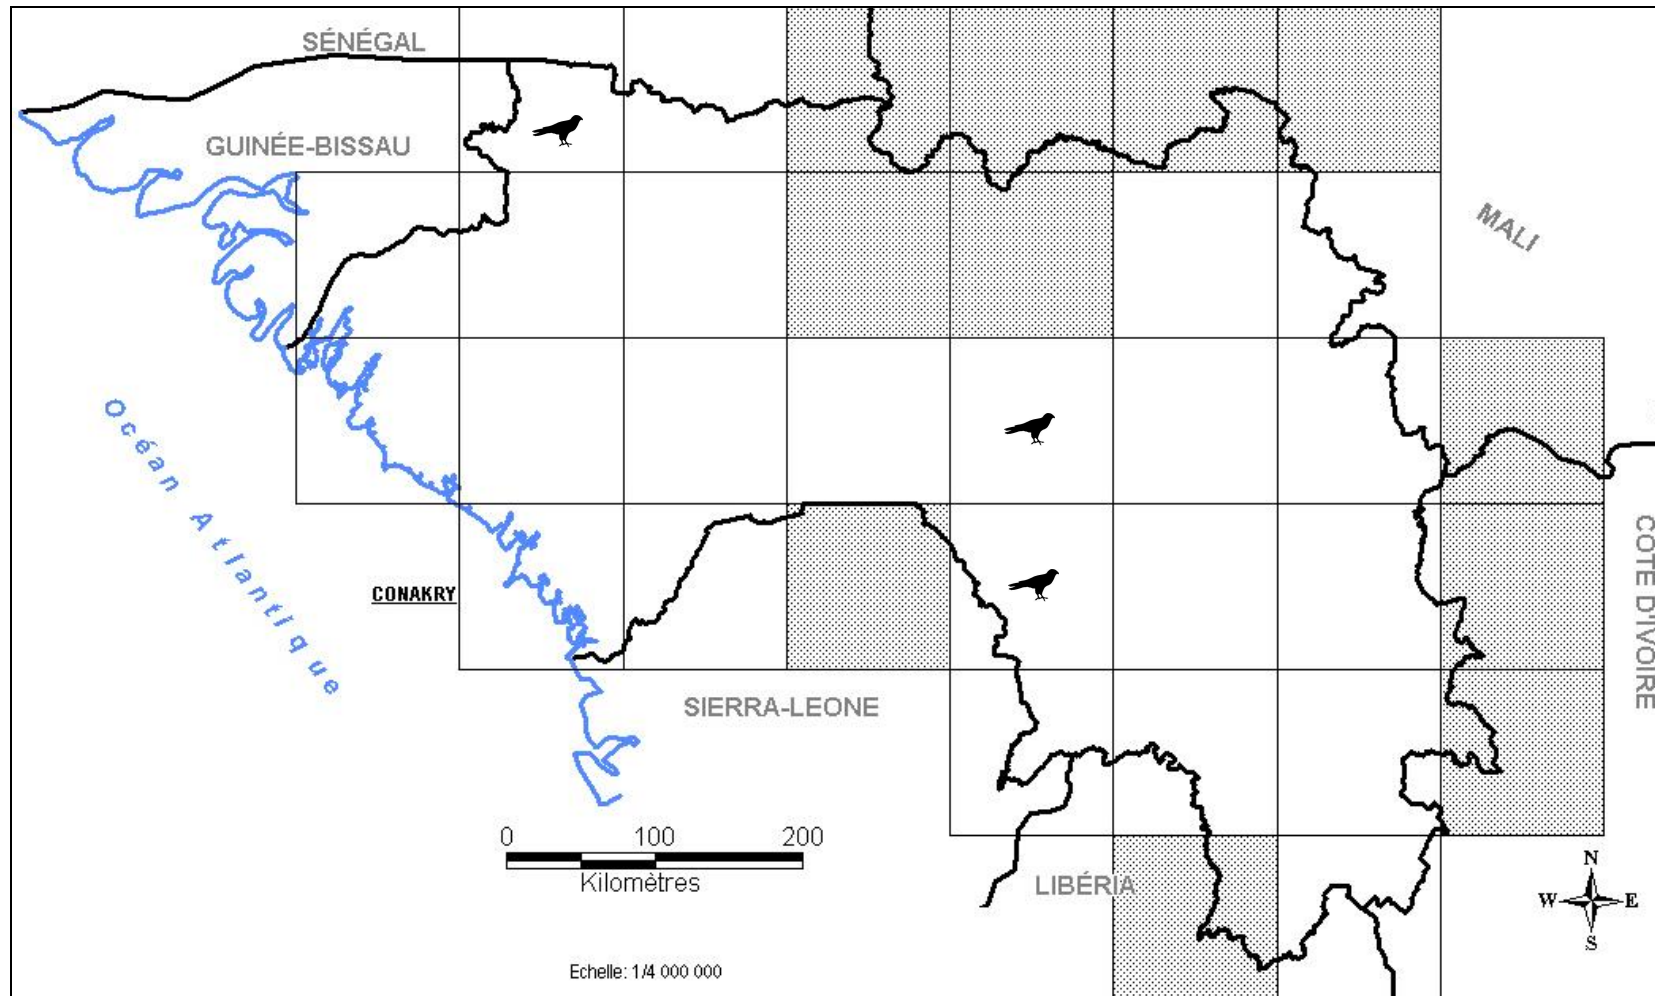 SÉNÉGAL
GUINÉE-BISSAU
MALI
Océan Atlantique
CONAKRY
COTE D'IVOIRE
SIERRA-LEONE
0 100 200
Kilomètres
LIBÉRIA
N
W E
S
Echelle: 1/4 000 000